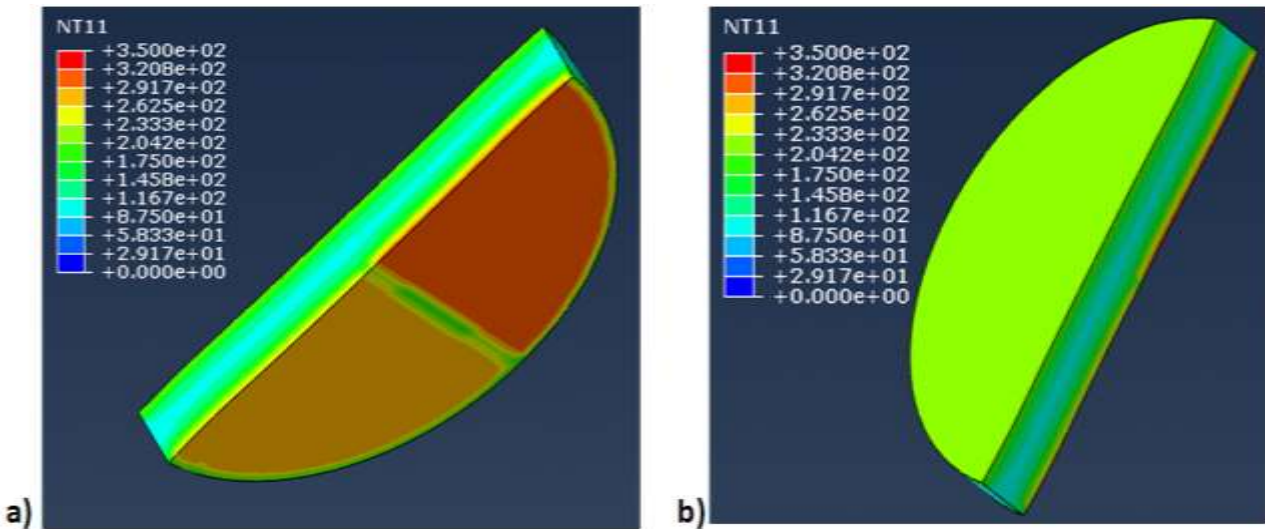 NT11
+3.500e+02
+3.208e+02
+2.917e+02
+2.625e+02
+2.333e+02
+2.042e+02
+1.750e+02
+1.458e+02
+1.167e+02
+8.750e+01
+5.833e+01
+2.917e+01
+0.000e+00
a)
NT11
+3.500e+02
+3.208e+02
+2.917e+02
+2.625e+02
+2.333e+02
+2.042e+02
+1.750e+02
+1.458e+02
+1.167e+02
+8.750e+01
+5.833e+01
+2.917e+01
+0.000e+00
b)